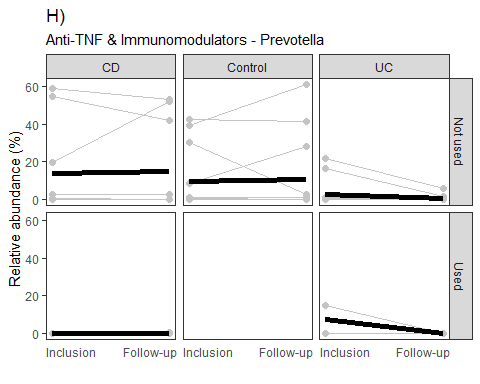 H)
Anti-TNF & Immunomodulators - Prevotella
CD
Control
UC
Relative abundance (%)
60
40
20
0
Not used
60
40
20
0
Used
Inclusion
Follow-up
Inclusion
Follow-up
Inclusion
Follow-up